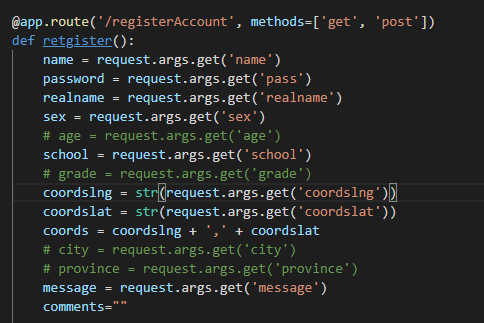 @app.route('/registerAccount', methods=['get', 'post'])
def retgister():
name = request.args.get('name')
password = request.args.get('pass')
realname = request.args.get('realname')
sex = request.args.get('sex')
# age = request.args.get('age')
school = request.args.get('school')
# grade = request.args.get('grade')
coordslng = str(request.args.get('coordslng'))
coordslat = str(request.args.get('coordslat'))
coords = coordslng + ',' + coordslat
# city = request.args.get('city')
# province = request.args.get('province')
message = request.args.get('message')
comments=""